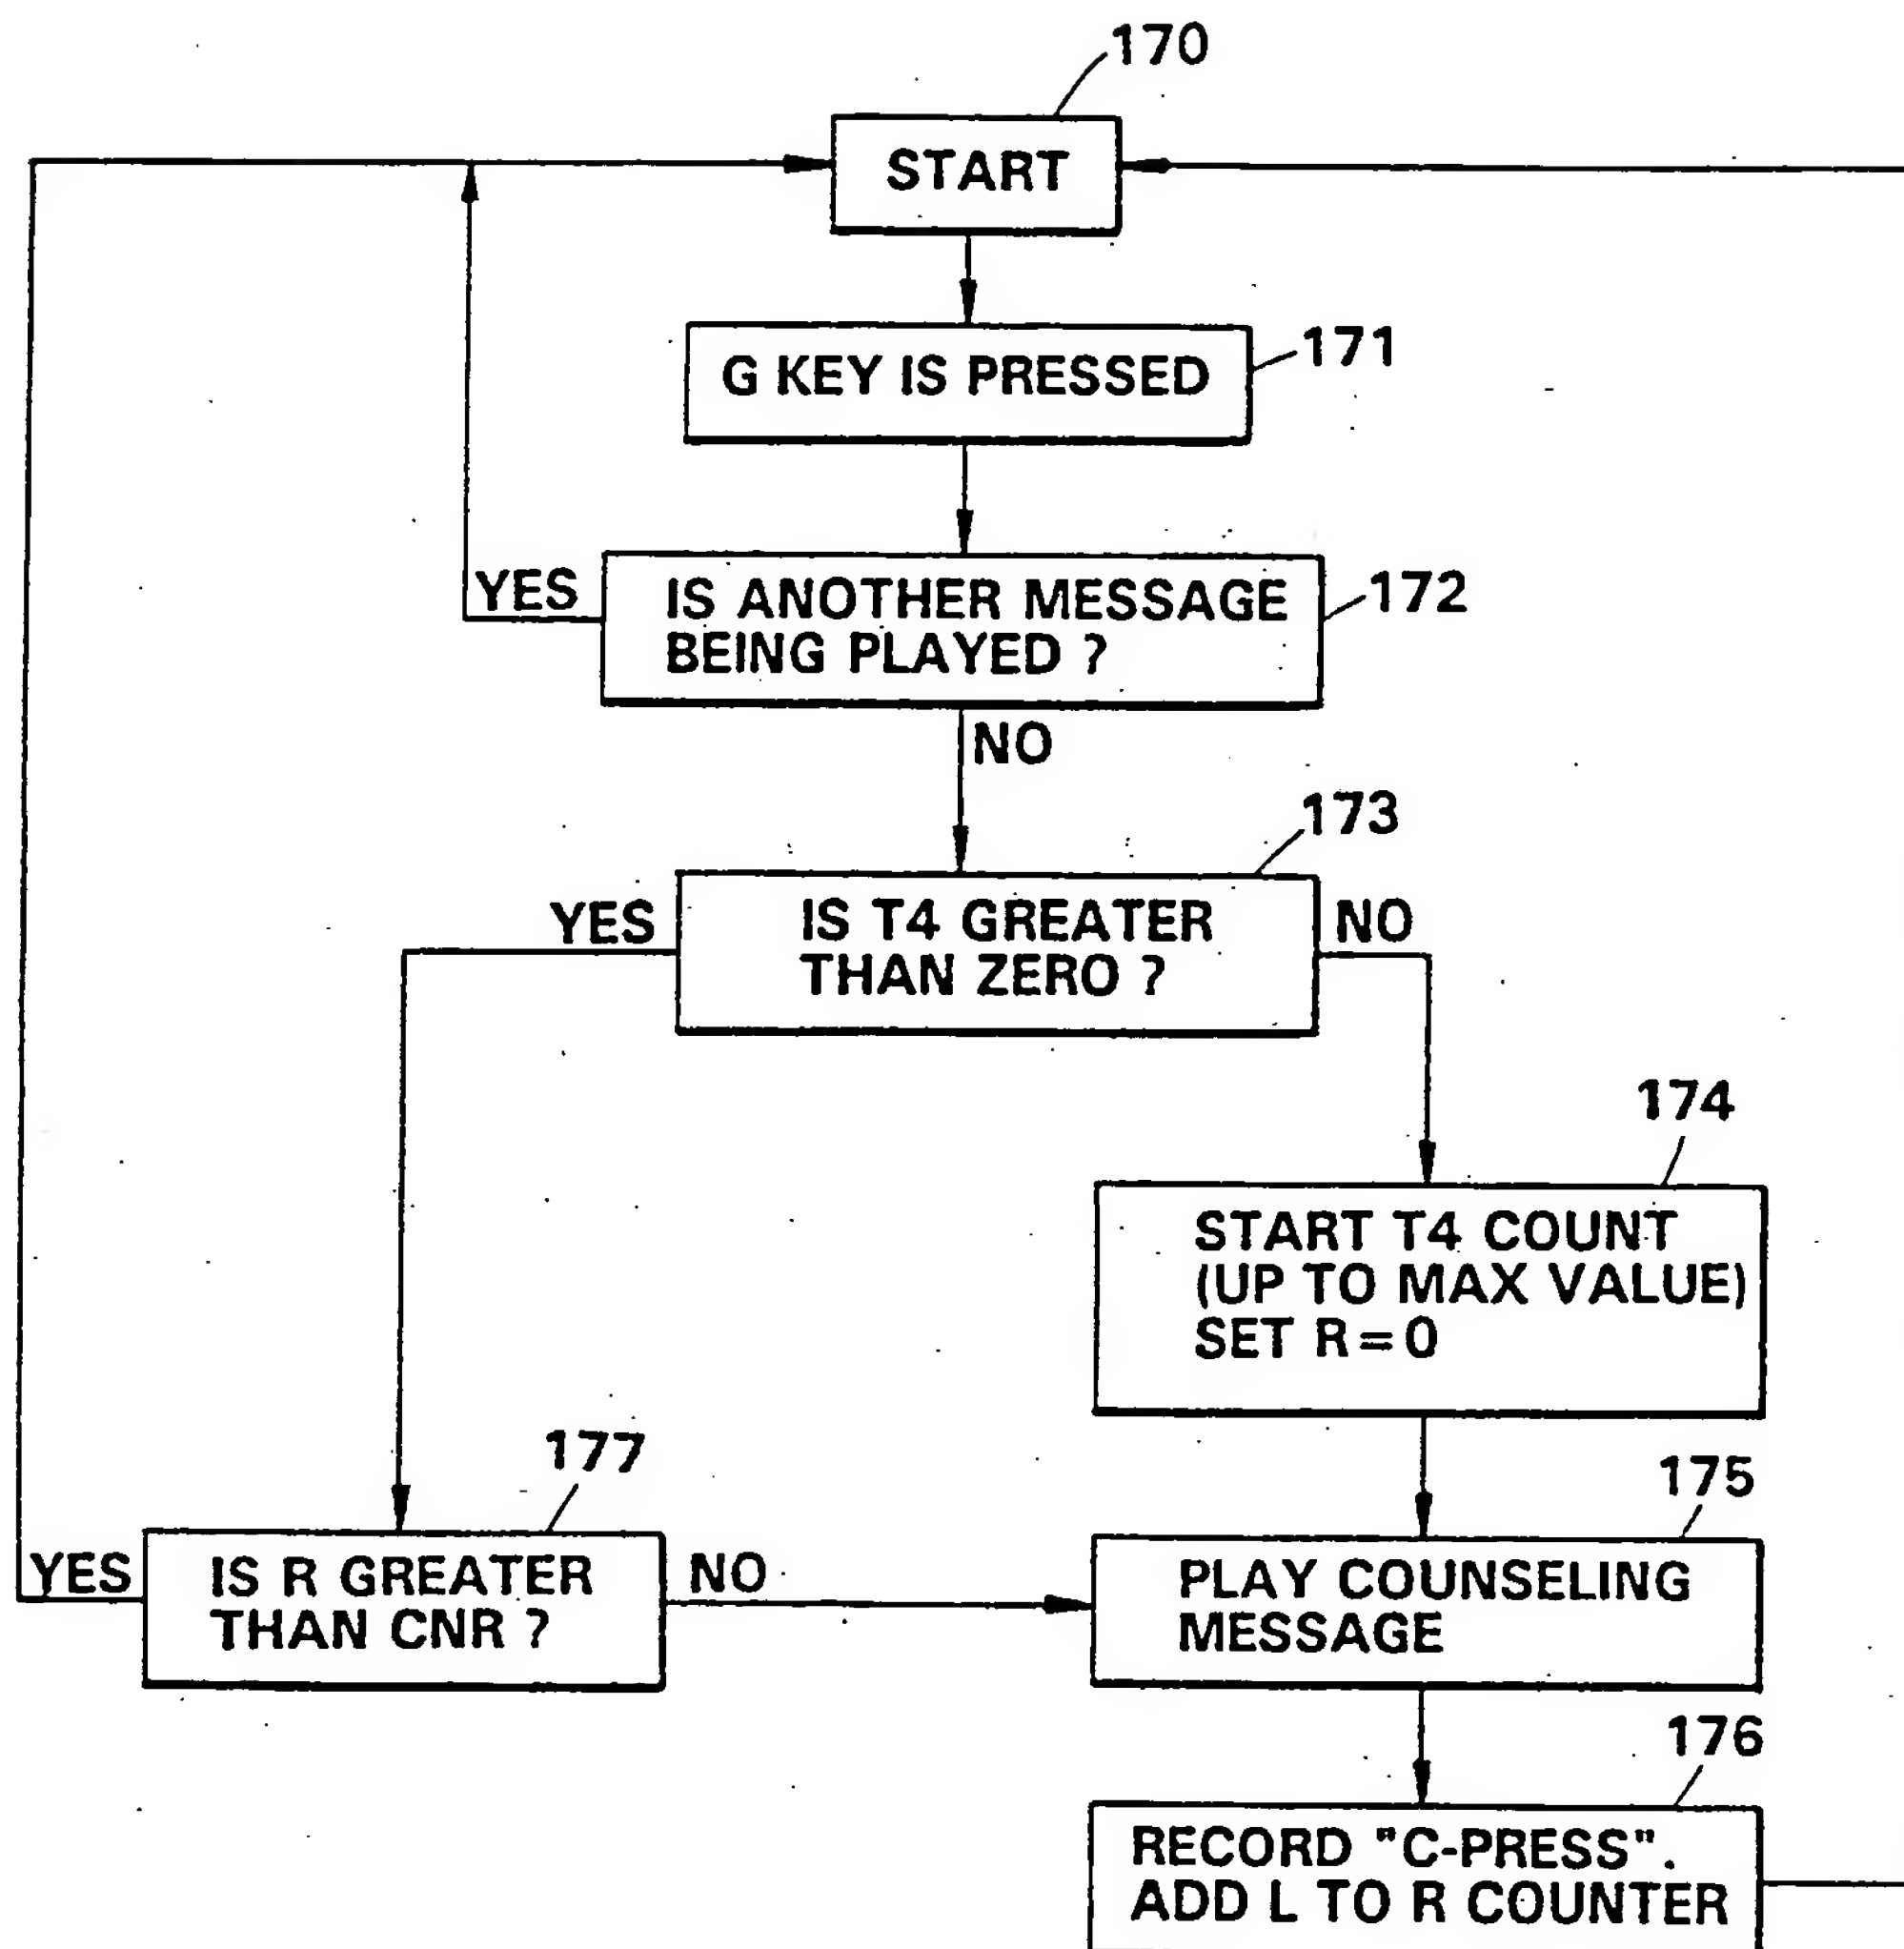 170
START
G KEY IS PRESSED
171
YES
IS ANOTHER MESSAGE
BEING PLAYED ?
172
NO
173
YES
IS T4 GREATER
THAN ZERO ?
NO
174
START T4 COUNT
(UP TO MAX VALUE)
SET R = 0
177
175
YES
IS R GREATER
THAN CNR ?
NO
PLAY COUNSELING
MESSAGE
176
RECORD "C-PRESS".
ADD L TO R COUNTER